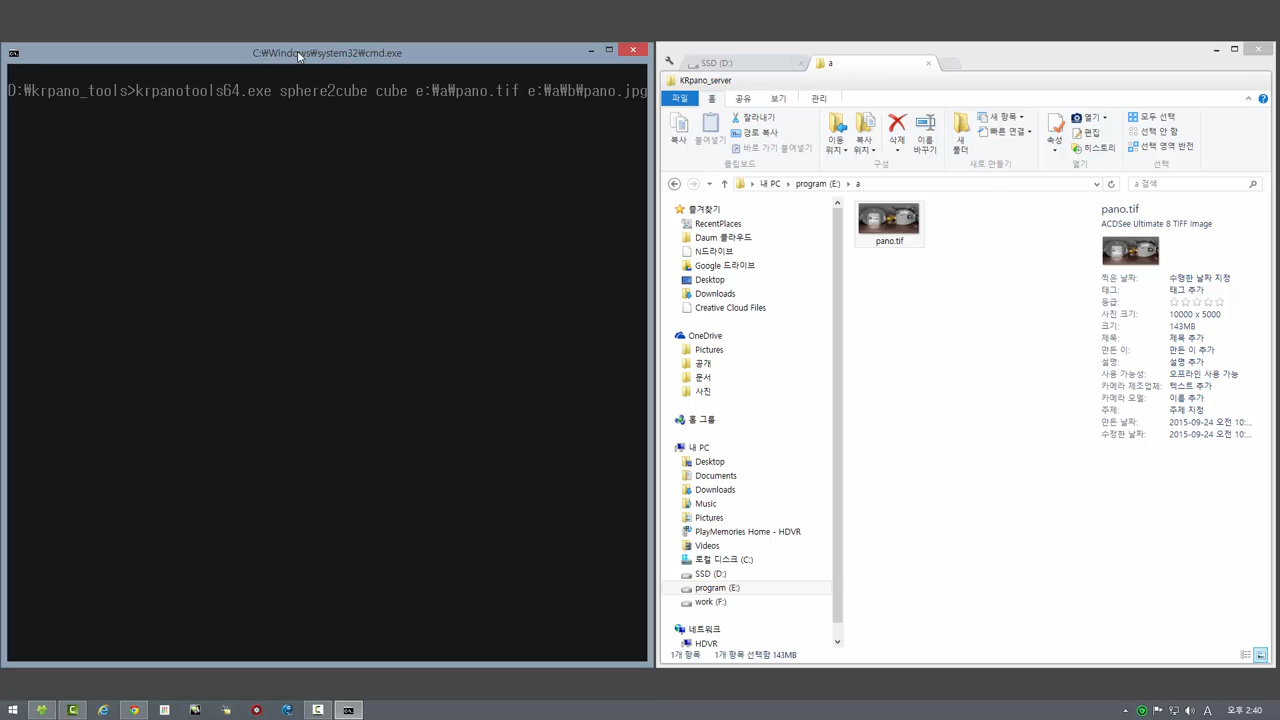 C:₩Windows₩system32₩cmd.exe
D:₩krpano_tools>krpanotools64.exe sphere2cube cube e:₩a₩pano.tif e:₩a₩b₩pano.jpg
SSD (D:)
a
KRpano_server
파일
홈
공유
보기
관리
복사
붙여넣기
잘라내기
경로 복사
바로 가기 붙여넣기
클립보드
이동 위치
복사 위치
삭제
이름 바꾸기
구성
새 폴더
새 항목
빠른 연결
새로 만들기
속성
열기
편집
히스토리
열기
모두 선택
선택 안 함
선택 영역 반전
선택
내 PC
program (E:)
a
a 검색
즐겨찾기
RecentPlaces
Daum 클라우드
N드라이브
Google 드라이브
Desktop
Downloads
Creative Cloud Files
OneDrive
Pictures
공개
문서
사진
홈 그룹
내 PC
Desktop
Documents
Downloads
Music
Pictures
PlayMemories Home - HDVR
Videos
로컬 디스크 (C:)
SSD (D:)
program (E:)
work (F:)
네트워크
HDVR
pano.tif
pano.tif
ACDSee Ultimate 8 TIFF Image
찍은 날짜: 수행한 날짜 지정
태그: 태그 추가
등급:
사진 크기: 10000 x 5000
크기: 143MB
제목: 제목 추가
만든 이: 만든 이 추가
설명: 설명 추가
사용 가능성: 오프라인 사용 가능
카메라 제조업체: 텍스트 추가
카메라 모델: 이름 추가
주제: 주제 지정
만든 날짜: 2015-09-24 오전 10:...
수정한 날짜: 2015-09-24 오전 10:...
1개 항목 1개 항목 선택함 143MB
A 오후 2:40